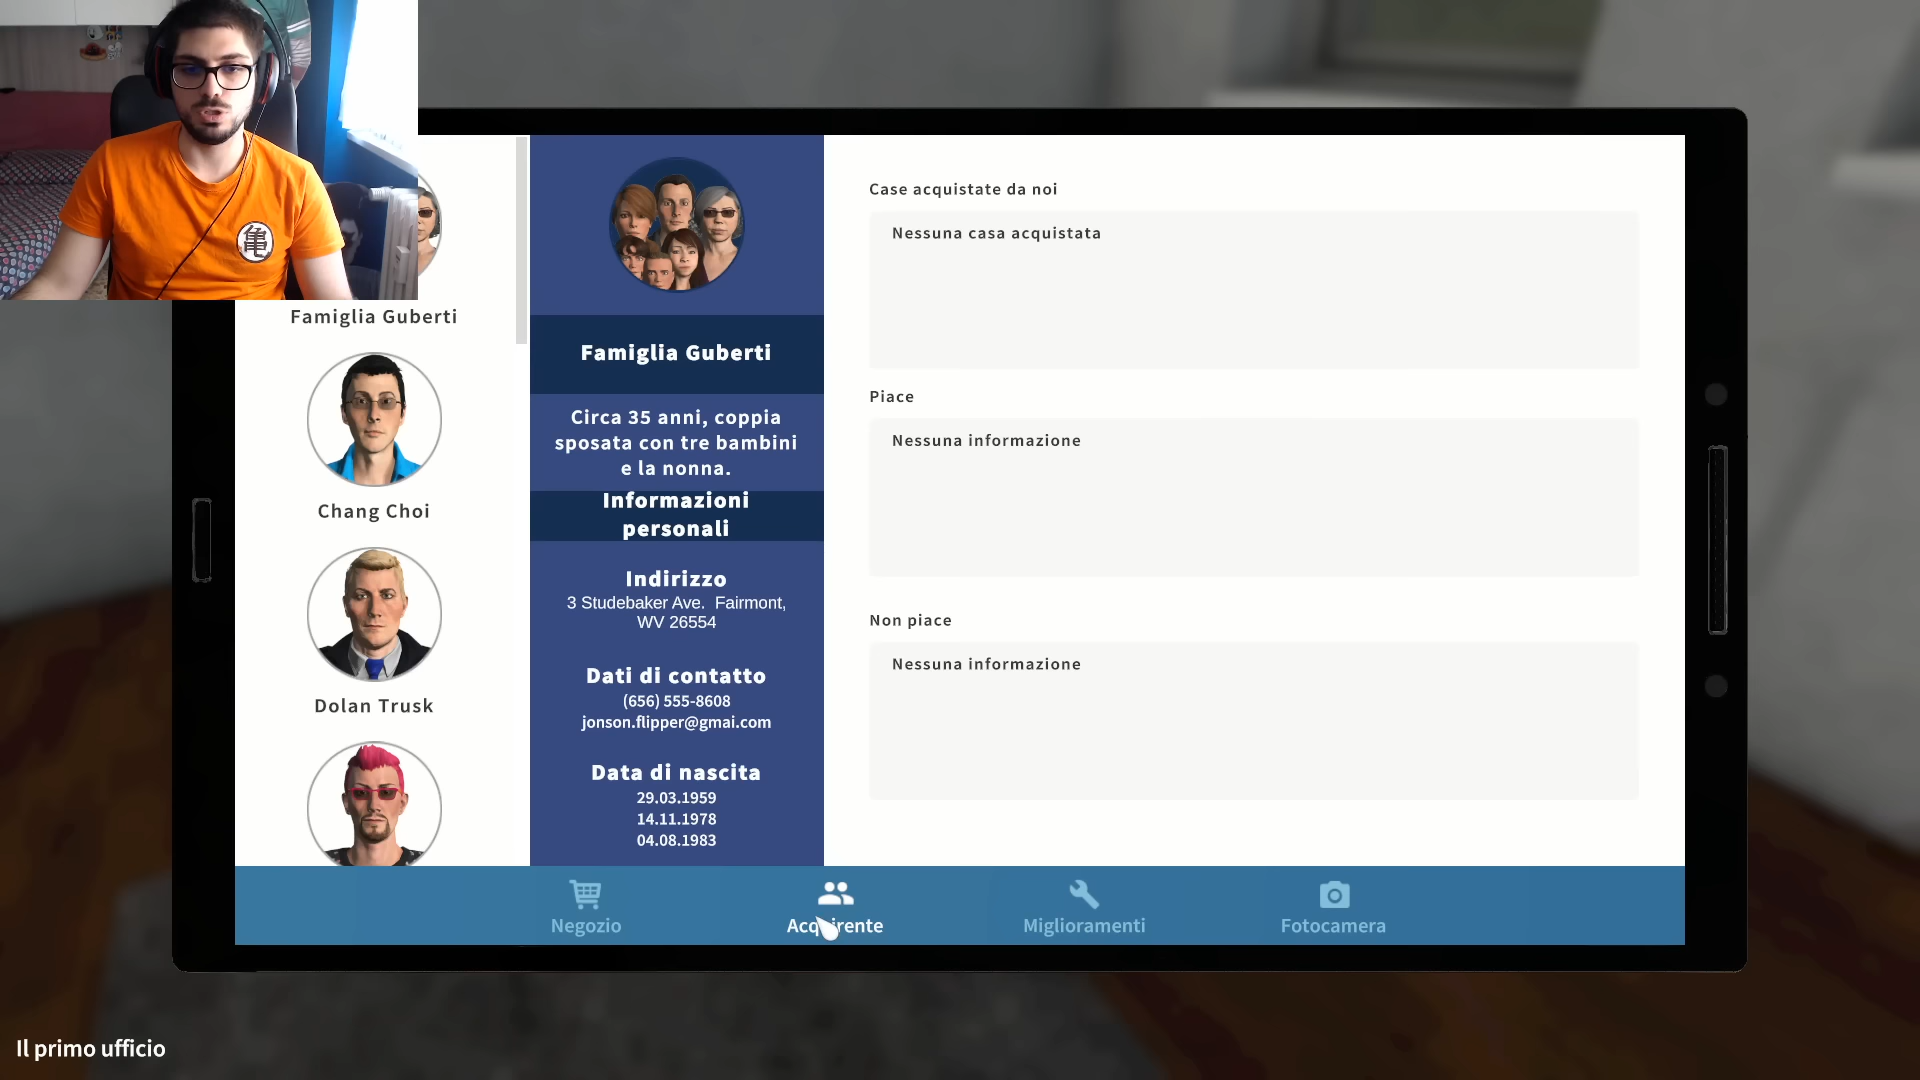 亀
Famiglia Guberti
Chang Choi
Dolan Trusk
Famiglia Guberti
Circa 35 anni, coppia
sposata con tre bambini
e la nonna.
Informazioni
personali
Indirizzo
3 Studebaker Ave.  Fairmont,
WV 26554
Dati di contatto
(656) 555-8608
jonson.flipper@gmai.com
Data di nascita
29.03.1959
14.11.1978
04.08.1983
Case acquistate da noi
Nessuna casa acquistata
Piace
Nessuna informazione
Non piace
Nessuna informazione
Negozio
Acquirente
Miglioramenti
Fotocamera
Il primo ufficio